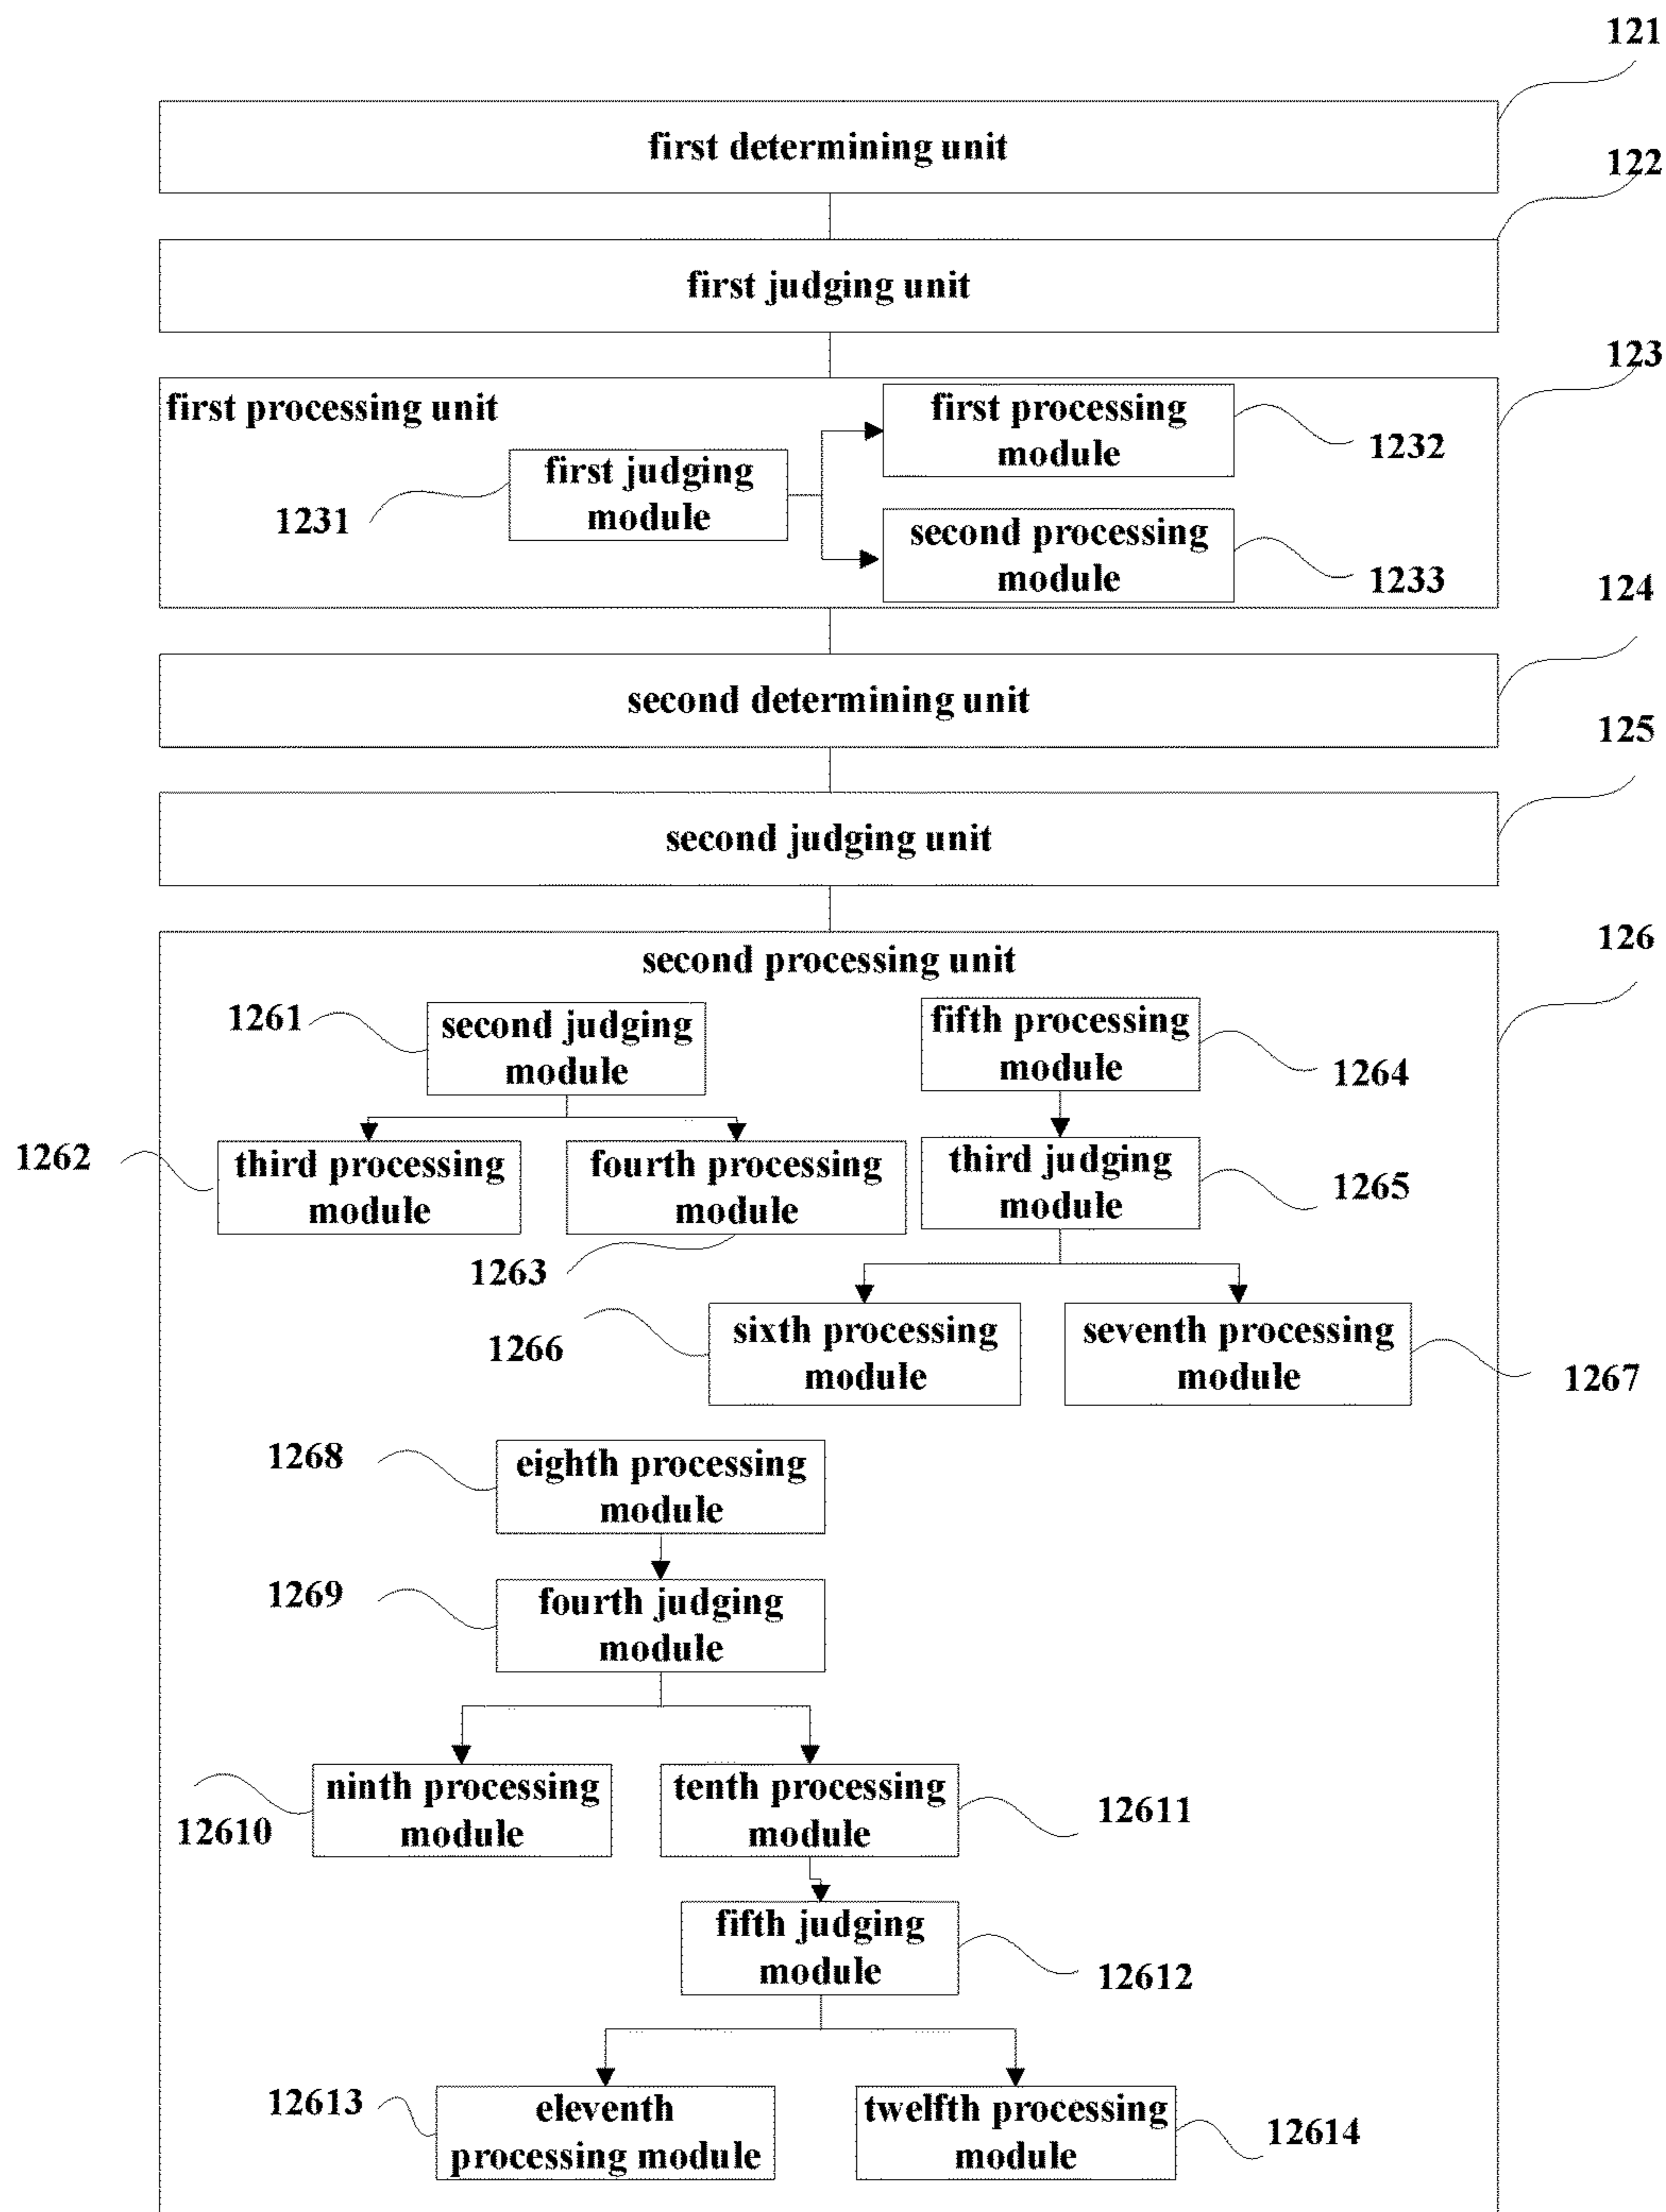 121
first determining unit
122
first judging unit
123
first processing unit
first processing
module
1232
first judging
module
1231
second processing
module
1233
124
second determining unit
125
second judging unit
126
second processing unit
1261
second judging
module
fifth processing
module
1264
1262
third processing
module
fourth processing
module
1263
third judging
module
1265
1266
sixth processing
module
seventh processing
module
1267
1268
eighth processing
module
1269
fourth judging
module
12610
ninth processing
module
tenth processing
module
12611
fifth judging
module
12612
12613
eleventh
processing module
twelfth processing
module
12614